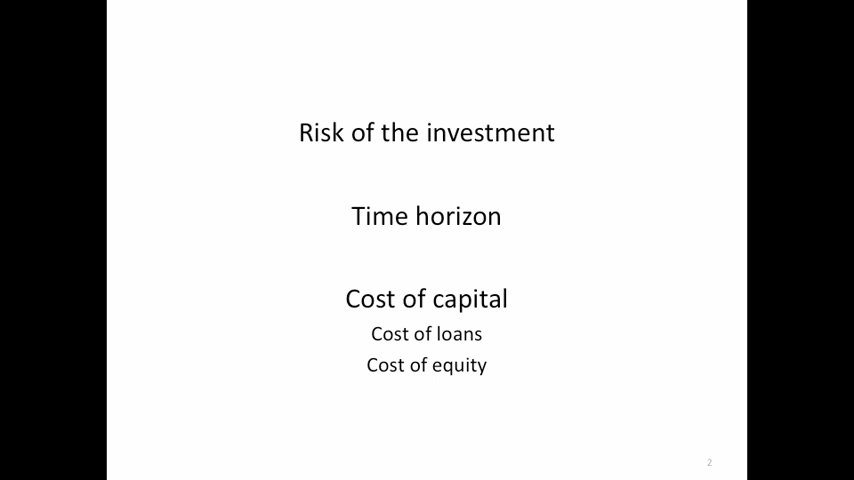 Risk of the investment
Time horizon
Cost of capital
Cost of loans
Cost of equity
2